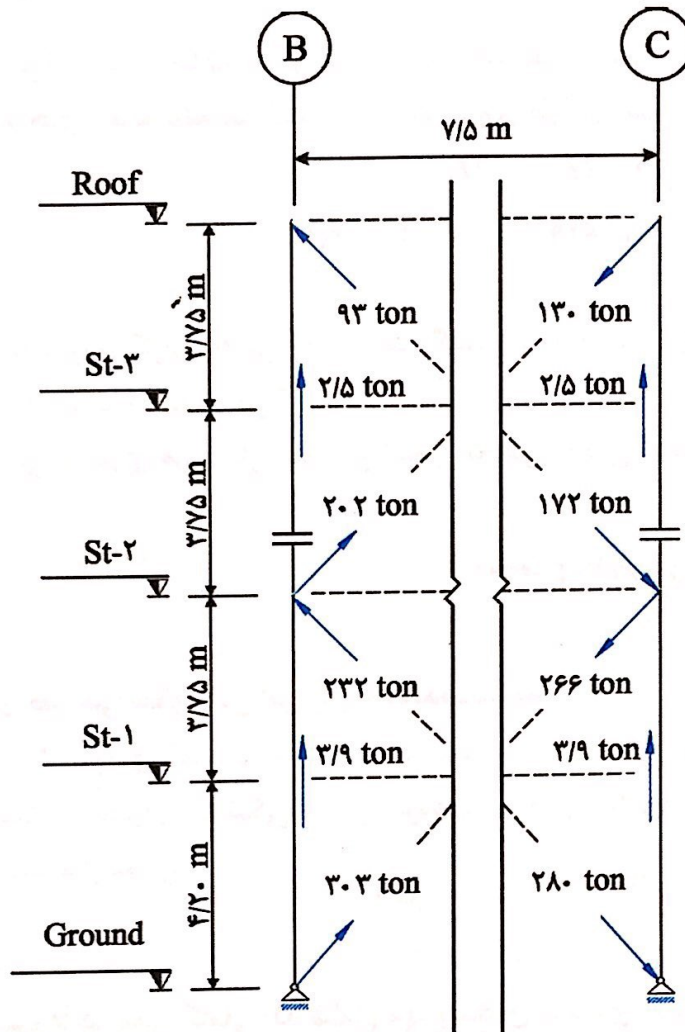 B
C
۷/۵ m
Roof
۳/۷۵ m
۹۳ ton
۱۳۰ ton
St-۳
۲/۵ ton
۲/۵ ton
۳/۷۵ m
۲۰۲ ton
۱۷۲ ton
St-۲
۳/۷۵ m
۲۳۲ ton
۲۶۶ ton
St-۱
۳/۹ ton
۳/۹ ton
۴/۲۰ m
۳۰۳ ton
۲۸۰ ton
Ground